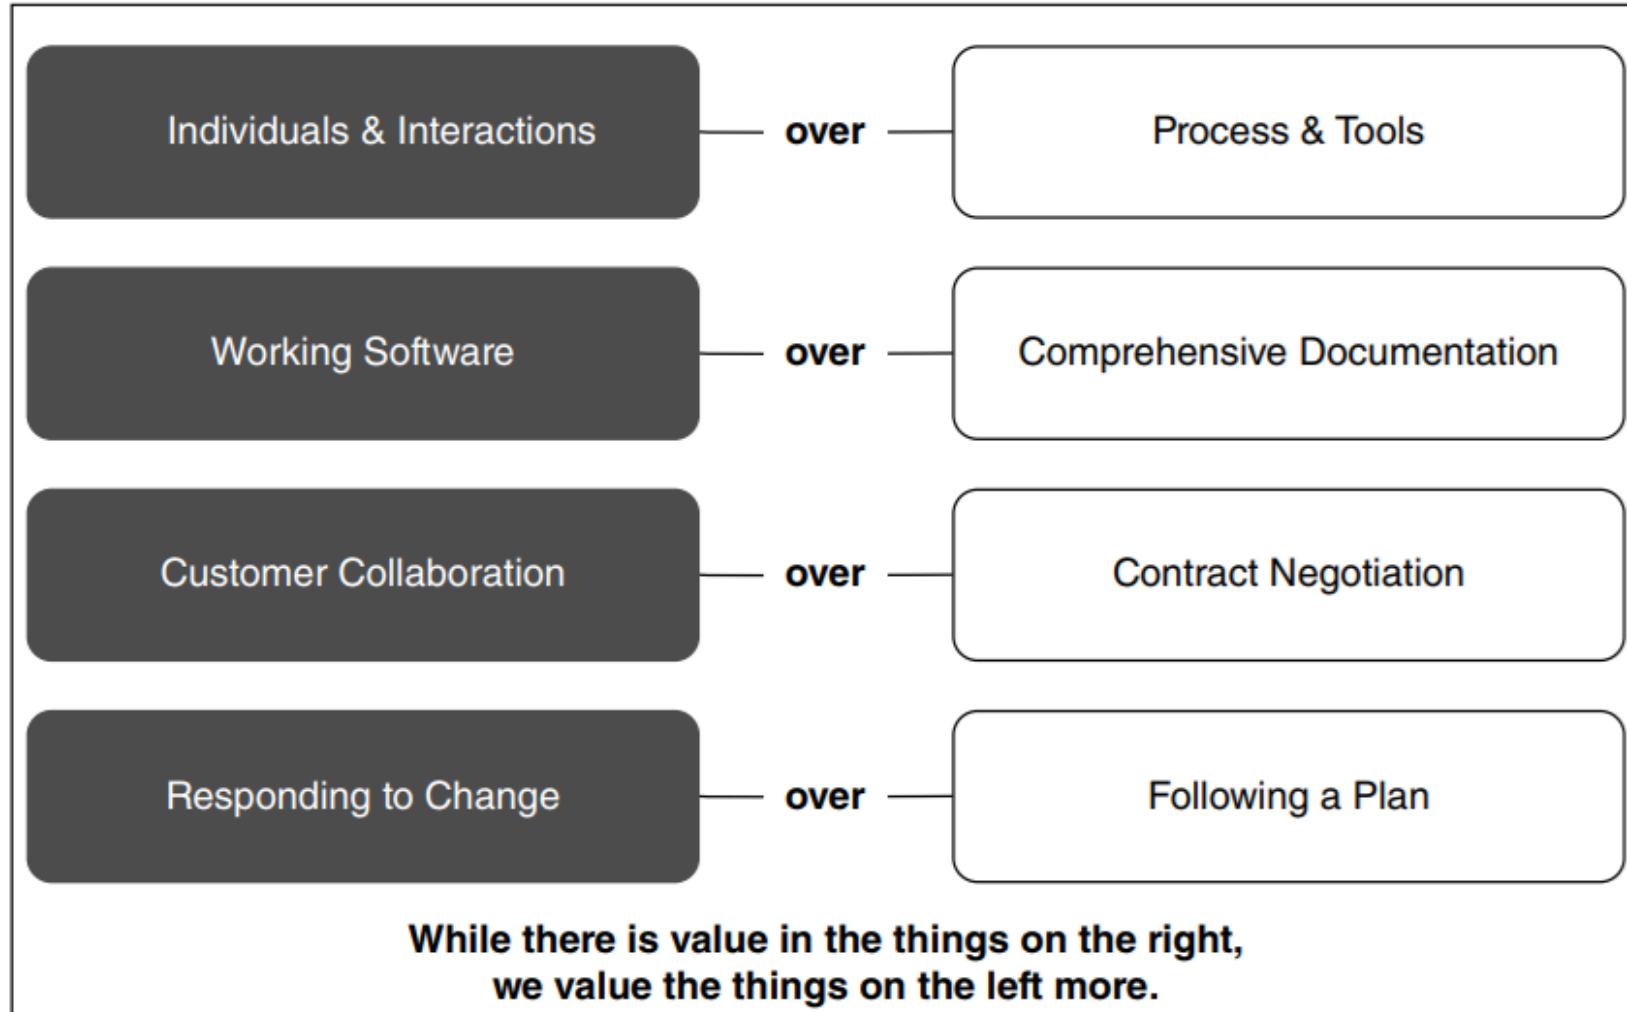 Individuals & Interactions over Process & Tools
Working Software over Comprehensive Documentation
Customer Collaboration over Contract Negotiation
Responding to Change over Following a Plan
While there is value in the things on the right,
we value the things on the left more.